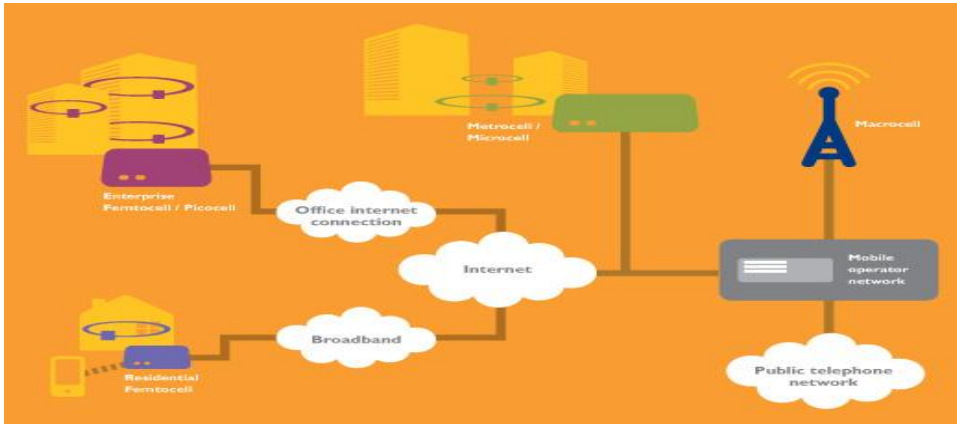 Metrocell /
Microcell
Macrocell
Enterprise
Femtocell / Picocell
Office internet
connection
Internet
Mobile
operator
network
Broadband
Residential
Femtocell
Public telephone
network